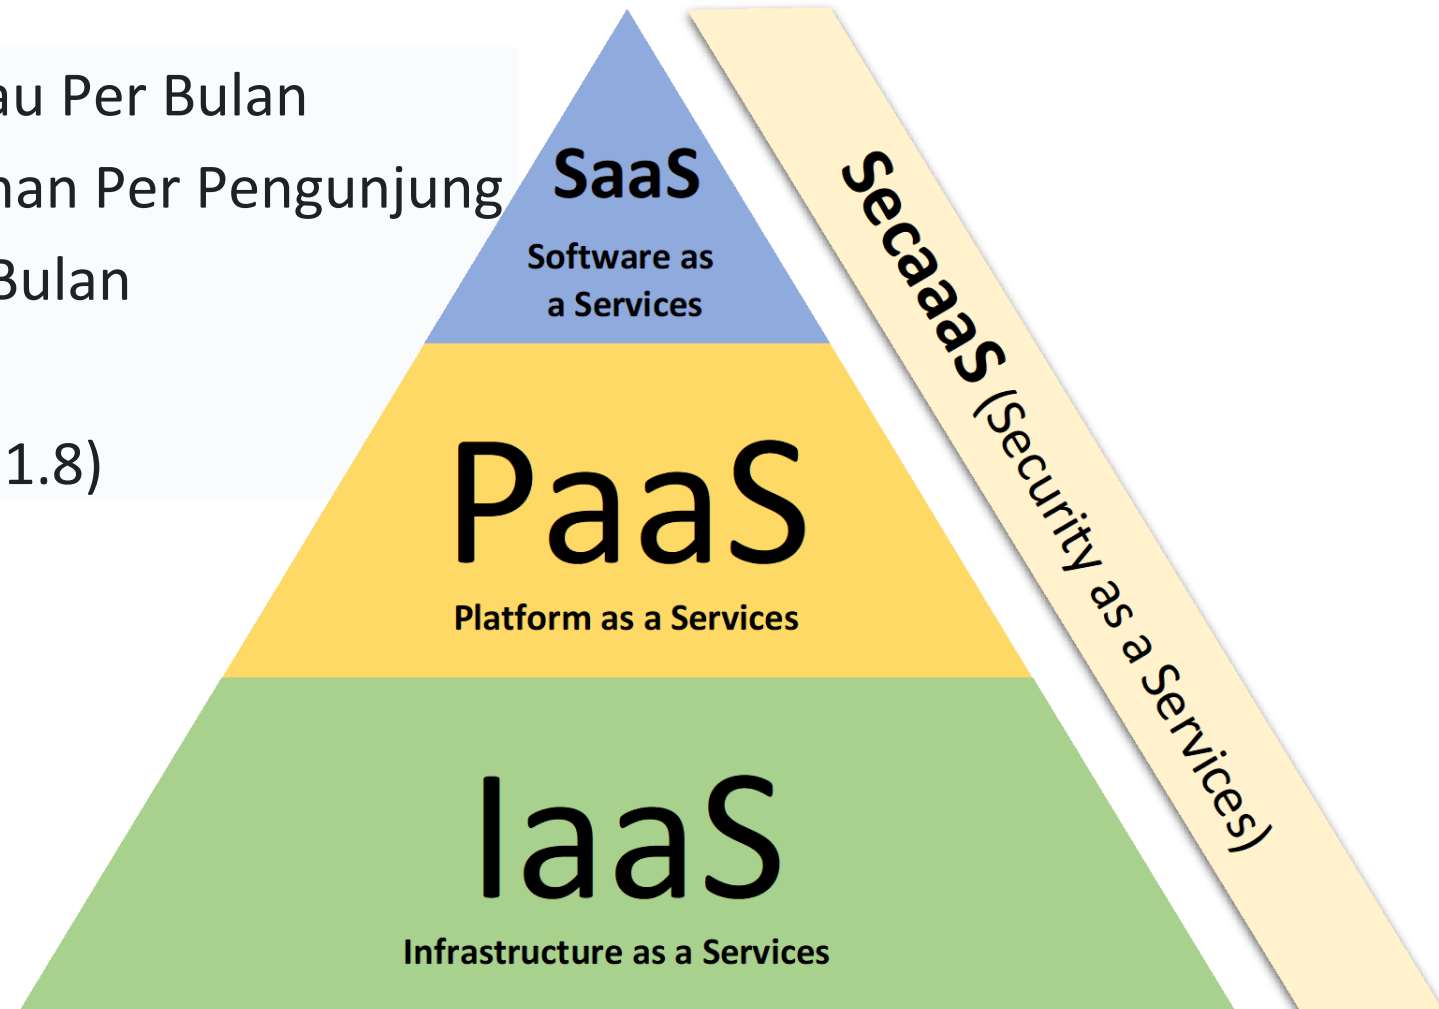 au Per Bulan
nan Per Pengunjung
Bulan
1.8)
SaaS
Software as
a Services
PaaS
Platform as a Services
IaaS
Infrastructure as a Services
SecaaaS (Security as a Services)